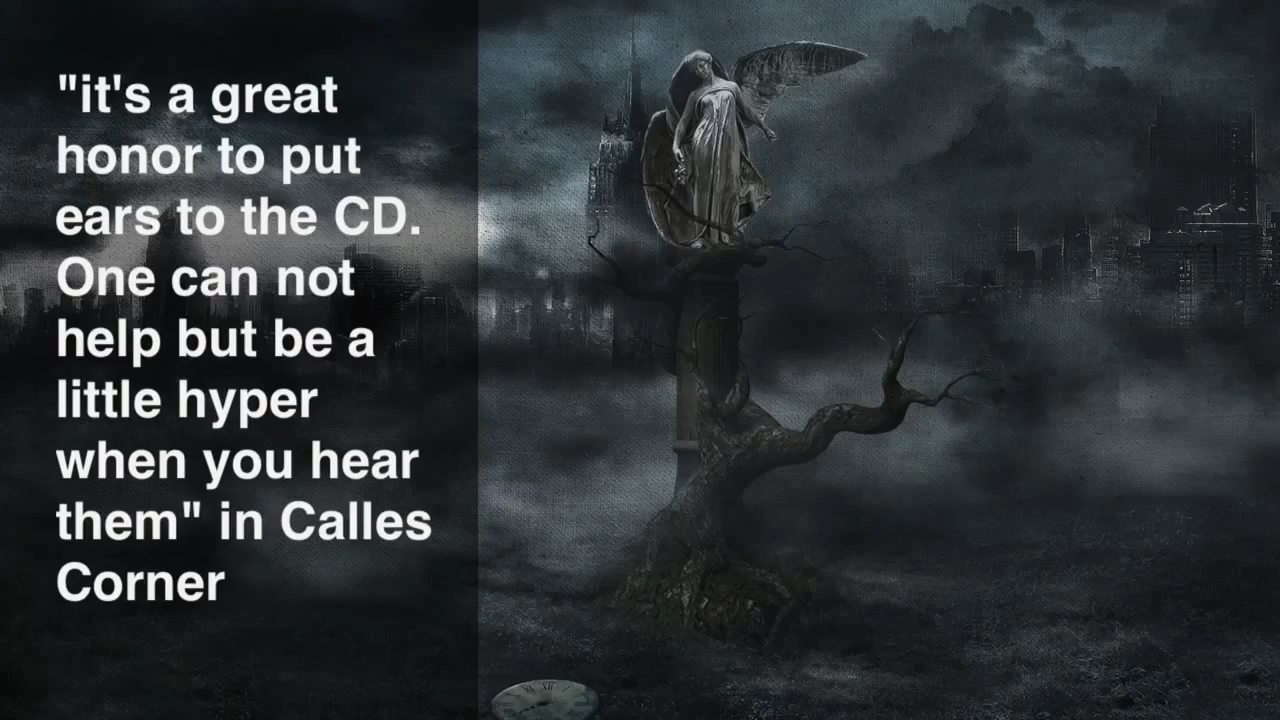 "it's a great
honor to put
ears to the CD.
One can not
help but be a
little hyper
when you hear
them" in Calles
Corner